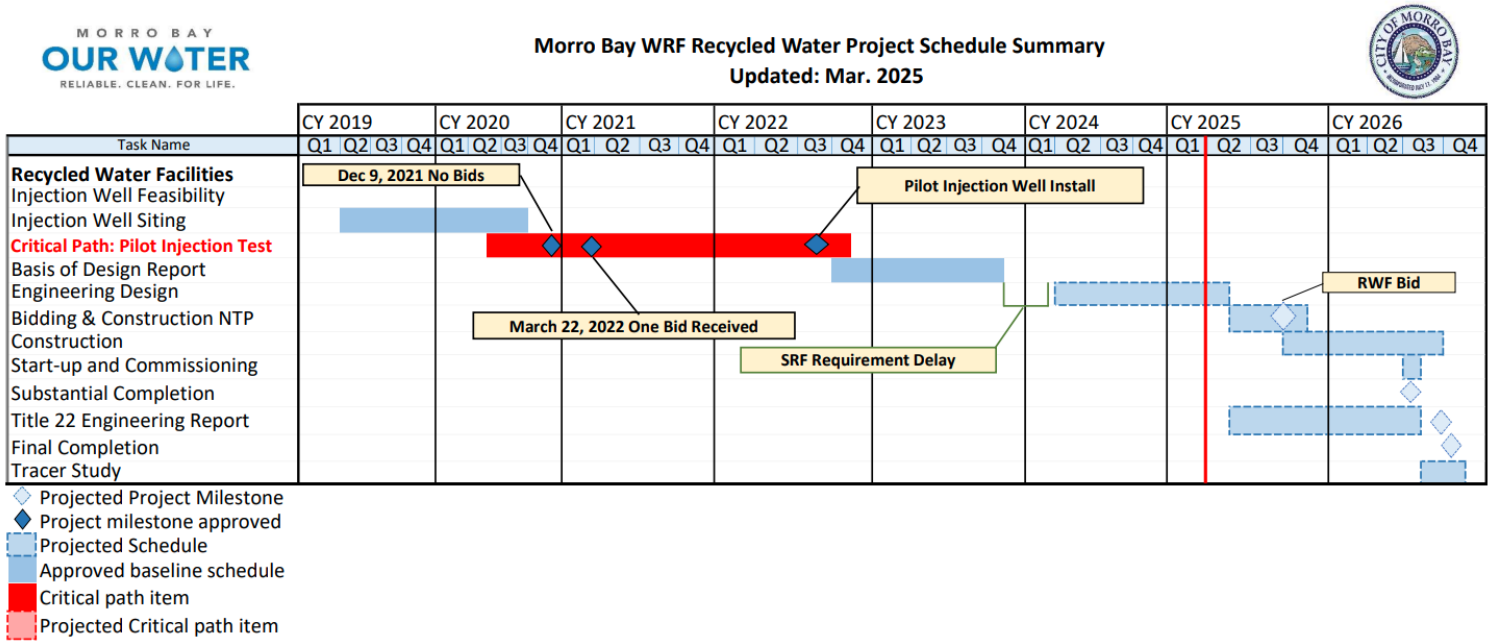 MORRO BAY
OUR WATER
RELIABLE. CLEAN. FOR LIFE.
Morro Bay WRF Recycled Water Project Schedule Summary
Updated: Mar. 2025
CITY OF MORRO BAY
CY 2019 CY 2020 CY 2021 CY 2022 CY 2023 CY 2024 CY 2025 CY 2026
Task Name Q1 Q2 Q3 Q4 Q1 Q2 Q3 Q4 Q1 Q2 Q3 Q4 Q1 Q2 Q3 Q4 Q1 Q2 Q3 Q4 Q1 Q2 Q3 Q4 Q1 Q2 Q3 Q4 Q1 Q2 Q3 Q4
Recycled Water Facilities
Dec 9, 2021 No Bids
Pilot Injection Well Install
Injection Well Feasibility
Injection Well Siting
Critical Path: Pilot Injection Test
Basis of Design Report
Engineering Design
RWF Bid
Bidding & Construction NTP
March 22, 2022 One Bid Received
Construction
SRF Requirement Delay
Start-up and Commissioning
Substantial Completion
Title 22 Engineering Report
Final Completion
Tracer Study
Projected Project Milestone
Project milestone approved
Projected Schedule
Approved baseline schedule
Critical path item
Projected Critical path item